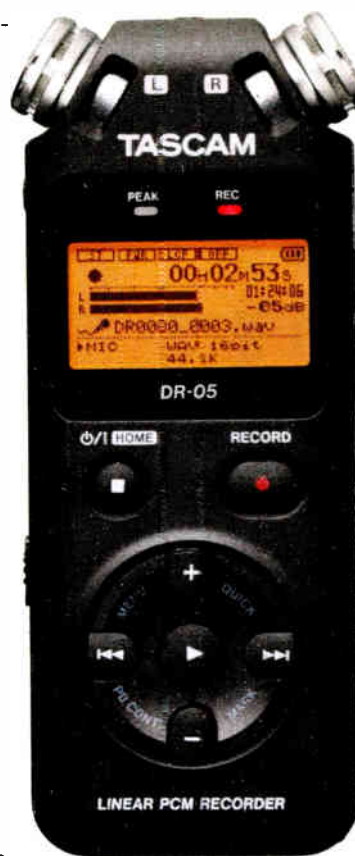 L R
TASCAM
PEAK REC
00H02M53S
L 01:24:06
R -05dB
DR0000_0003.wav
MIC WAV 16bit
44.1K
DR-05
⏻/I HOME RECORD
+
MENU QUICK
PB CONT MARK
-
LINEAR PCM RECORDER